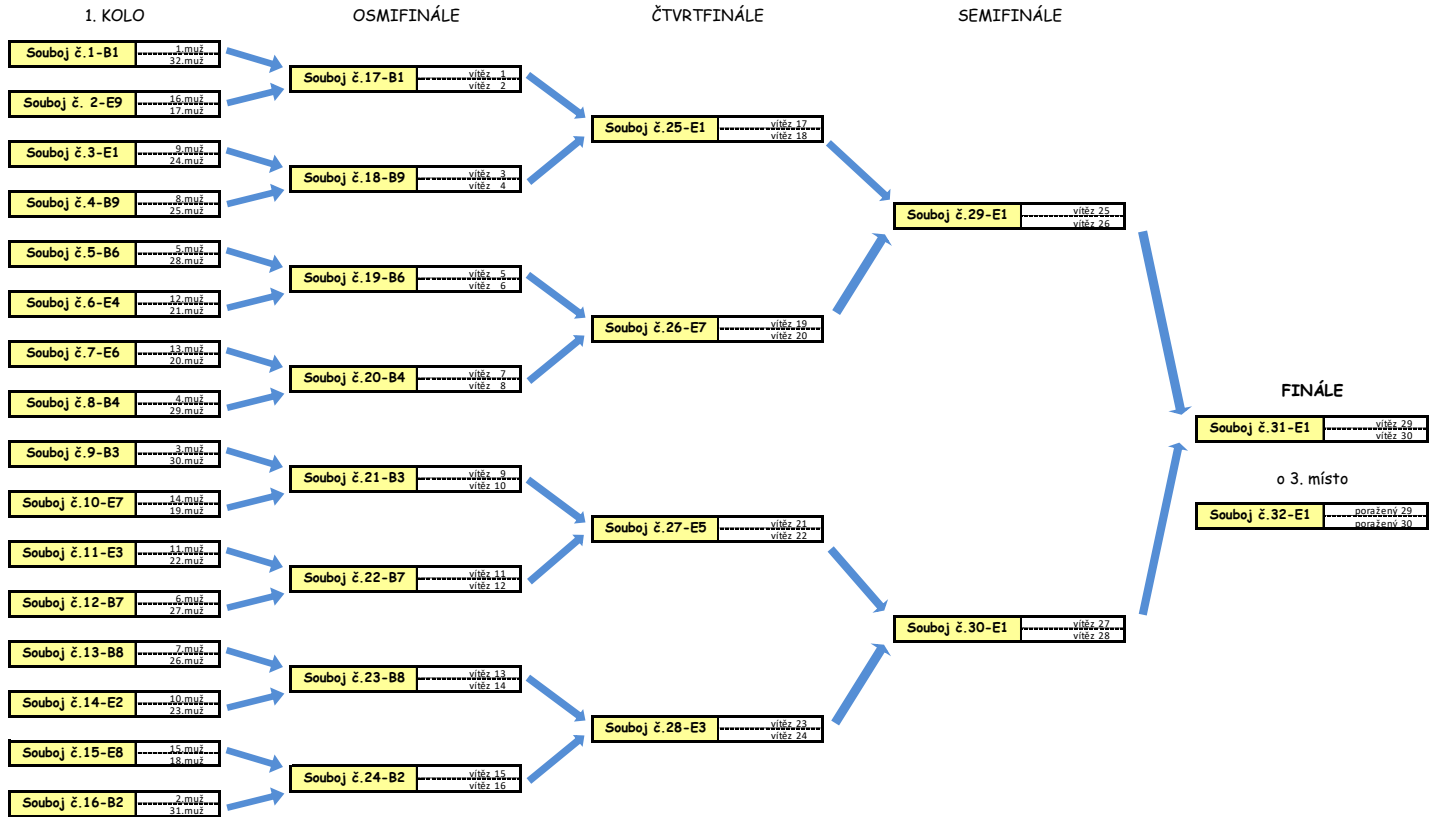 1. KOLO
Souboj č.1-B1
1.muž
32.muž
Souboj č. 2-E9
16.muž
17.muž
Souboj č.3-E1
9.muž
24.muž
Souboj č.4-B9
8.muž
25.muž
Souboj č.5-B6
5.muž
28.muž
Souboj č.6-E4
12.muž
21.muž
Souboj č.7-E6
13.muž
20.muž
Souboj č.8-B4
4.muž
29.muž
Souboj č.9-B3
3.muž
30.muž
Souboj č.10-E7
14.muž
19.muž
Souboj č.11-E3
11.muž
22.muž
Souboj č.12-B7
6.muž
27.muž
Souboj č.13-B8
7.muž
26.muž
Souboj č.14-E2
10.muž
23.muž
Souboj č.15-E8
15.muž
18.muž
Souboj č.16-B2
2.muž
31.muž
OSMIFINÁLE
Souboj č.17-B1
vítěz 1
vítěz 2
Souboj č.18-B9
vítěz 3
vítěz 4
Souboj č.19-B6
vítěz 5
vítěz 6
Souboj č.20-B4
vítěz 7
vítěz 8
Souboj č.21-B3
vítěz 9
vítěz 10
Souboj č.22-B7
vítěz 11
vítěz 12
Souboj č.23-B8
vítěz 13
vítěz 14
Souboj č.24-B2
vítěz 15
vítěz 16
ČTVRTFINÁLE
Souboj č.25-E1
vítěz 17
vítěz 18
Souboj č.26-E7
vítěz 19
vítěz 20
Souboj č.27-E5
vítěz 21
vítěz 22
Souboj č.28-E3
vítěz 23
vítěz 24
SEMIFINÁLE
Souboj č.29-E1
vítěz 25
vítěz 26
Souboj č.30-E1
vítěz 27
vítěz 28
FINÁLE
Souboj č.31-E1
vítěz 29
vítěz 30
o 3. místo
Souboj č.32-E1
poražený 29
poražený 30